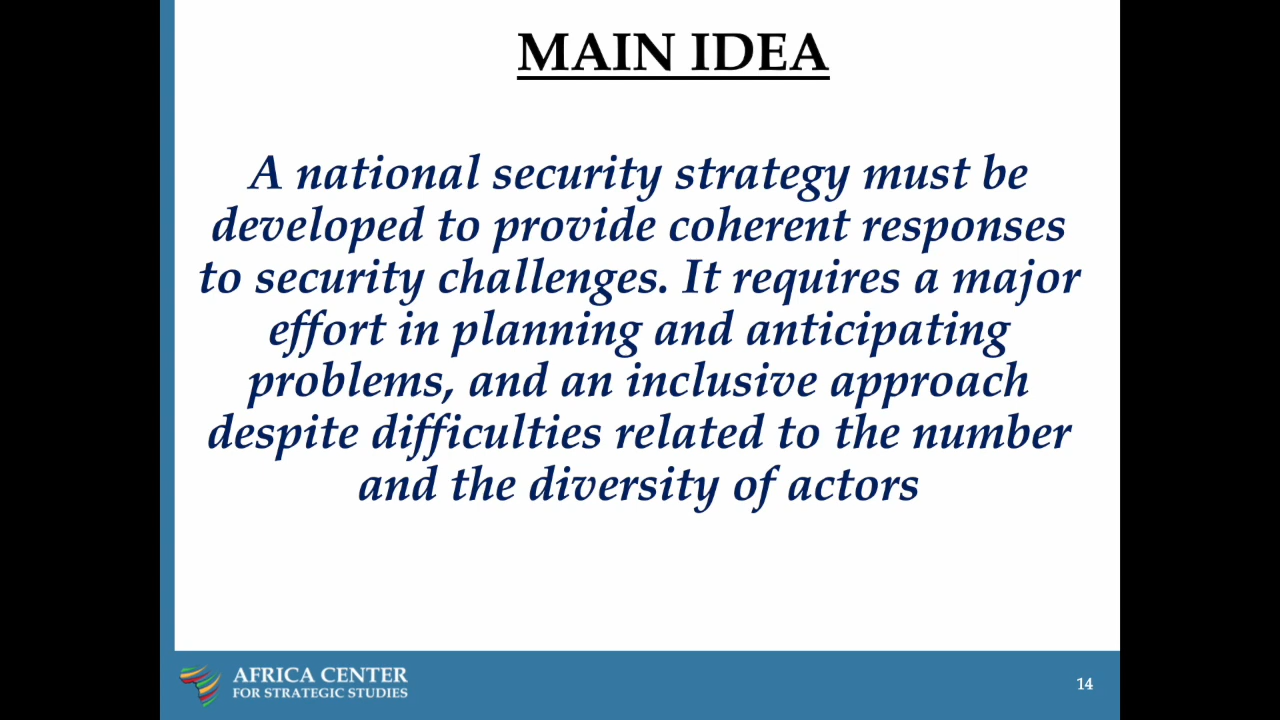 MAIN IDEA
A national security strategy must be
developed to provide coherent responses
to security challenges. It requires a major
effort in planning and anticipating
problems, and an inclusive approach
despite difficulties related to the number
and the diversity of actors
AFRICA CENTER
FOR STRATEGIC STUDIES
14